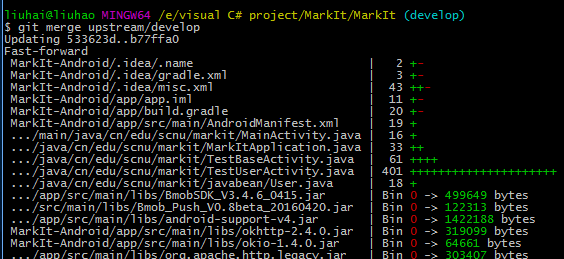 liuhai@liuhao MINGW64 /e/visual C# project/MarkIt/MarkIt (develop)
$ git merge upstream/develop
Updating 533623d..b77ffa0
Fast-forward
MarkIt-Android/.idea/.name | 2 +-
MarkIt-Android/.idea/gradle.xml | 3 +-
MarkIt-Android/.idea/misc.xml | 43 ++-
MarkIt-Android/app/app.iml | 11 +-
MarkIt-Android/app/build.gradle | 20 +-
MarkIt-Android/app/src/main/AndroidManifest.xml | 19 +
.../main/java/cn/edu/scnu/markit/MainActivity.java | 16 +
.../java/cn/edu/scnu/markit/MarkItApplication.java | 33 ++
.../java/cn/edu/scnu/markit/TestBaseActivity.java | 61 ++++
.../java/cn/edu/scnu/markit/TestUserActivity.java | 401 ++++++++++++++++++++++
.../java/cn/edu/scnu/markit/javabean/User.java | 18 +
.../app/src/main/libs/BmobSDK_V3.4.6_0415.jar | Bin 0 -> 499649 bytes
.../src/main/libs/Bmob_Push_V0.8beta_20160420.jar | Bin 0 -> 122313 bytes
.../app/src/main/libs/android-support-v4.jar | Bin 0 -> 1422188 bytes
MarkIt-Android/app/src/main/libs/okhttp-2.4.0.jar | Bin 0 -> 319099 bytes
MarkIt-Android/app/src/main/libs/okio-1.4.0.jar | Bin 0 -> 64661 bytes
.../app/src/main/libs/org.apache.http.legacy.jar | Bin 0 -> 303407 bytes